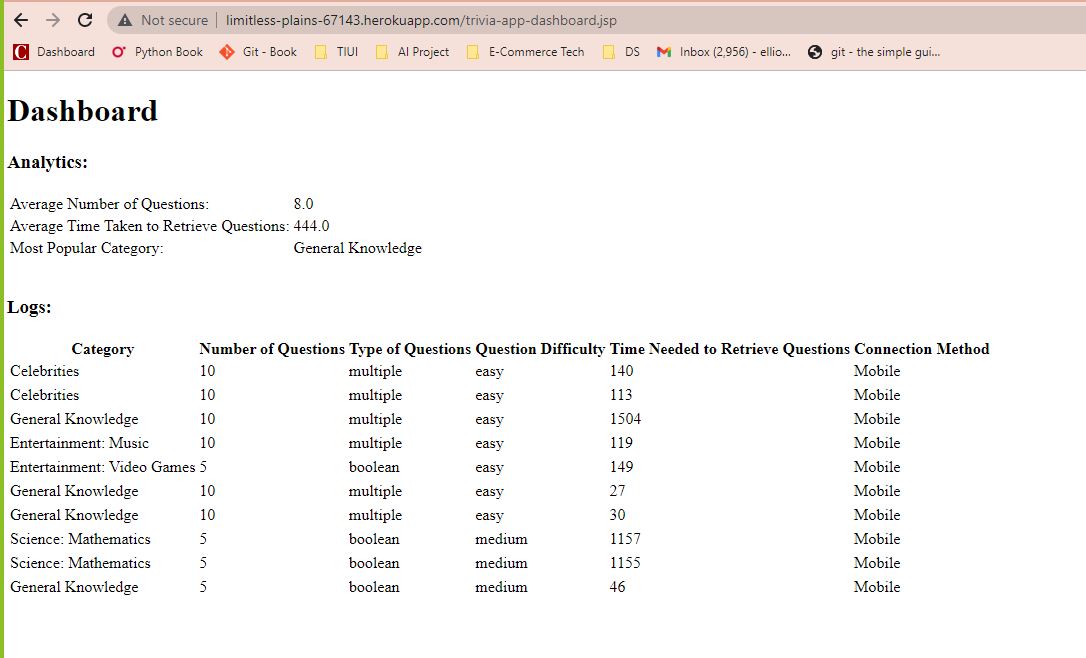 Not secure | limitless-plains-67143.herokuapp.com/trivia-app-dashboard.jsp
C Dashboard Python Book Git - Book TIUI AI Project E-Commerce Tech DS Inbox (2,956) - ellio... git - the simple gui...
Dashboard
Analytics:
Average Number of Questions: 8.0
Average Time Taken to Retrieve Questions: 444.0
Most Popular Category: General Knowledge
Logs:
Category Number of Questions Type of Questions Question Difficulty Time Needed to Retrieve Questions Connection Method
Celebrities 10 multiple easy 140 Mobile
Celebrities 10 multiple easy 113 Mobile
General Knowledge 10 multiple easy 1504 Mobile
Entertainment: Music 10 multiple easy 119 Mobile
Entertainment: Video Games 5 boolean easy 149 Mobile
General Knowledge 10 multiple easy 27 Mobile
General Knowledge 10 multiple easy 30 Mobile
Science: Mathematics 5 boolean medium 1157 Mobile
Science: Mathematics 5 boolean medium 1155 Mobile
General Knowledge 5 boolean medium 46 Mobile